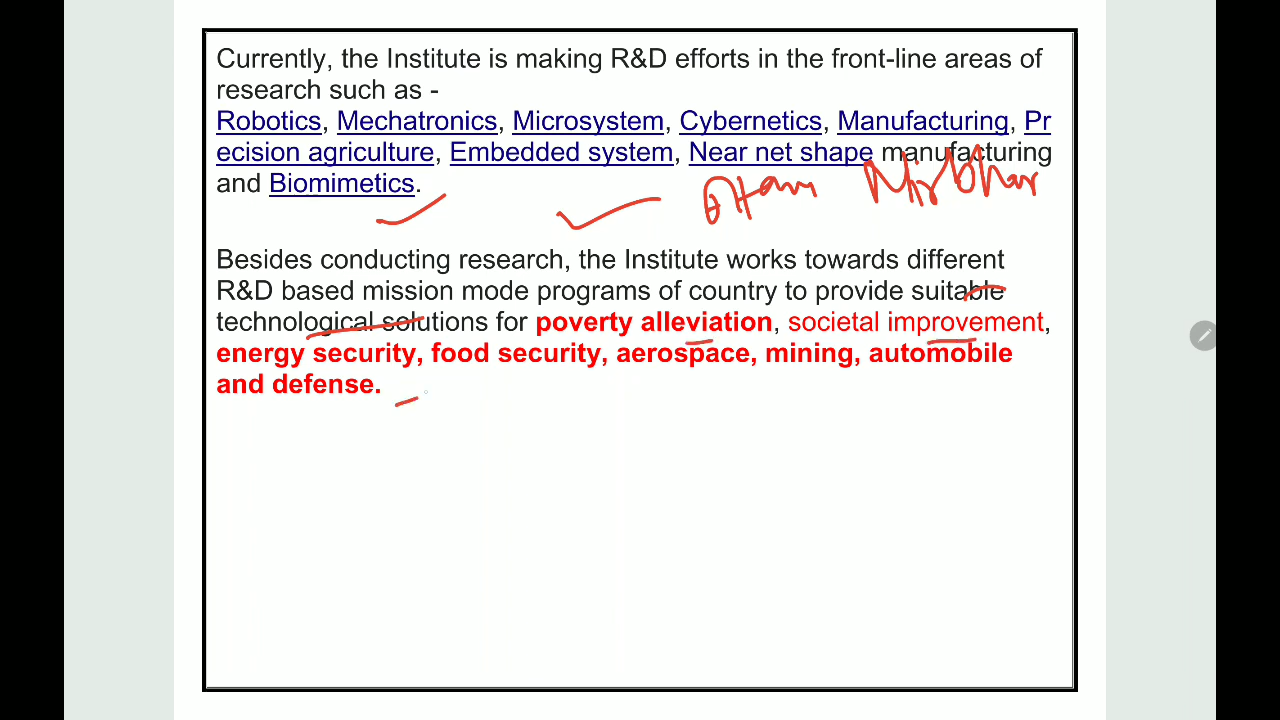 Currently, the Institute is making R&D efforts in the front-line areas of
research such as -
Robotics, Mechatronics, Microsystem, Cybernetics, Manufacturing, Pr
ecision agriculture, Embedded system, Near net shape manufacturing
and Biomimetics.
Nirbhar
Besides conducting research, the Institute works towards different
R&D based mission mode programs of country to provide suitable
technological solutions for poverty alleviation, societal improvement,
energy security, food security, aerospace, mining, automobile
and defense.